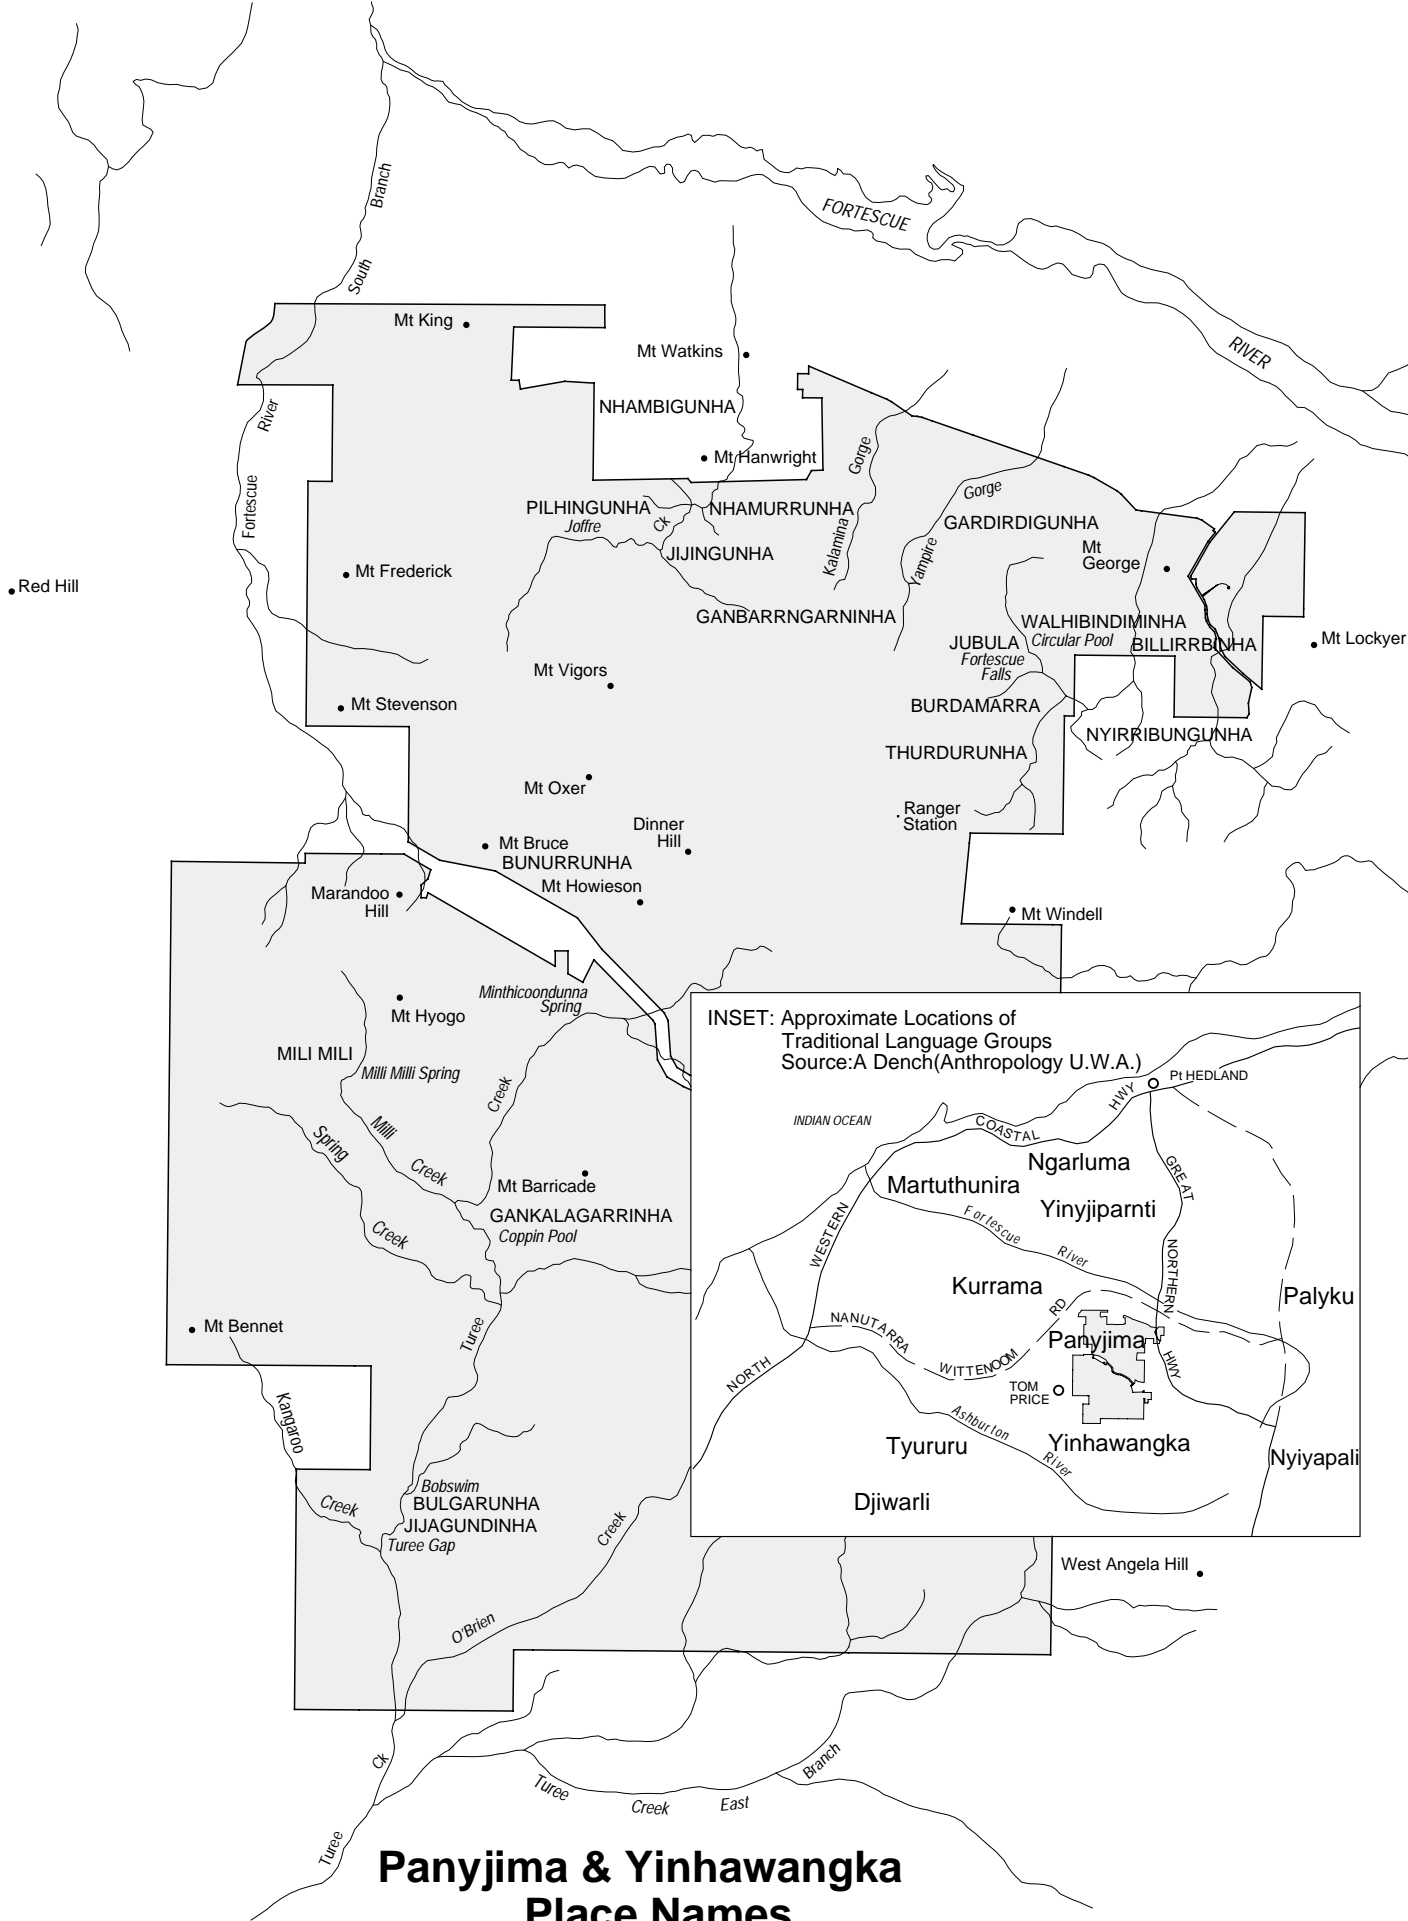 Branch
South
FORTESCUE
RIVER
Mt King
Mt Watkins
NHAMBIGUNHA
River
Mt Hanwright
Gorge
Fortescue
PILHINGUNHA
Joffre
Ck
NHAMURRUNHA
Kalamina
Gorge
GARDIRDIGUNHA
Mt
George
JIJINGUNHA
Yampire
Mt Frederick
Red Hill
GANBARRNGARNINHA
WALHIBINDIMINHA
Circular Pool
BILLIRRBINHA
Mt Lockyer
JUBULA
Fortescue
Falls
Mt Vigors
Mt Stevenson
BURDAMARRA
NYIRRIBUNGUNHA
THURDURUNHA
Mt Oxer
Ranger
Station
Dinner
Hill
Mt Bruce
BUNURRUNHA
Mt Howieson
Marandoo
Hill
Mt Windell
Minthicoondunna
Spring
Mt Hyogo
MILI MILI
Milli Milli Spring
Creek
Spring
Milli
Creek
Creek
Mt Barricade
GANKALAGARRINHA
Coppin Pool
Mt Bennet
Turee
Kangaroo
Creek
Bobswim
BULGARUNHA
JIJAGUNDINHA
Turee Gap
Creek
O'Brien
INSET: Approximate Locations of
Traditional Language Groups
Source:A Dench(Anthropology U.W.A.)
Pt HEDLAND
HWY
INDIAN OCEAN
COASTAL
Ngarluma
GREAT
Martuthunira
Yinyjiparnti
WESTERN
Fortescue
River
NORTHERN
Kurrama
RD
Palyku
NANUTARRA
Panyjima
WITTENOOM
HWY
NORTH
TOM
PRICE
Ashburton
River
Tyururu
Yinhawangka
Nyiyapali
Djiwarli
West Angela Hill
Ck
Turee
Turee
Creek
East
Branch
Panyjima & Yinhawangka
Place Names